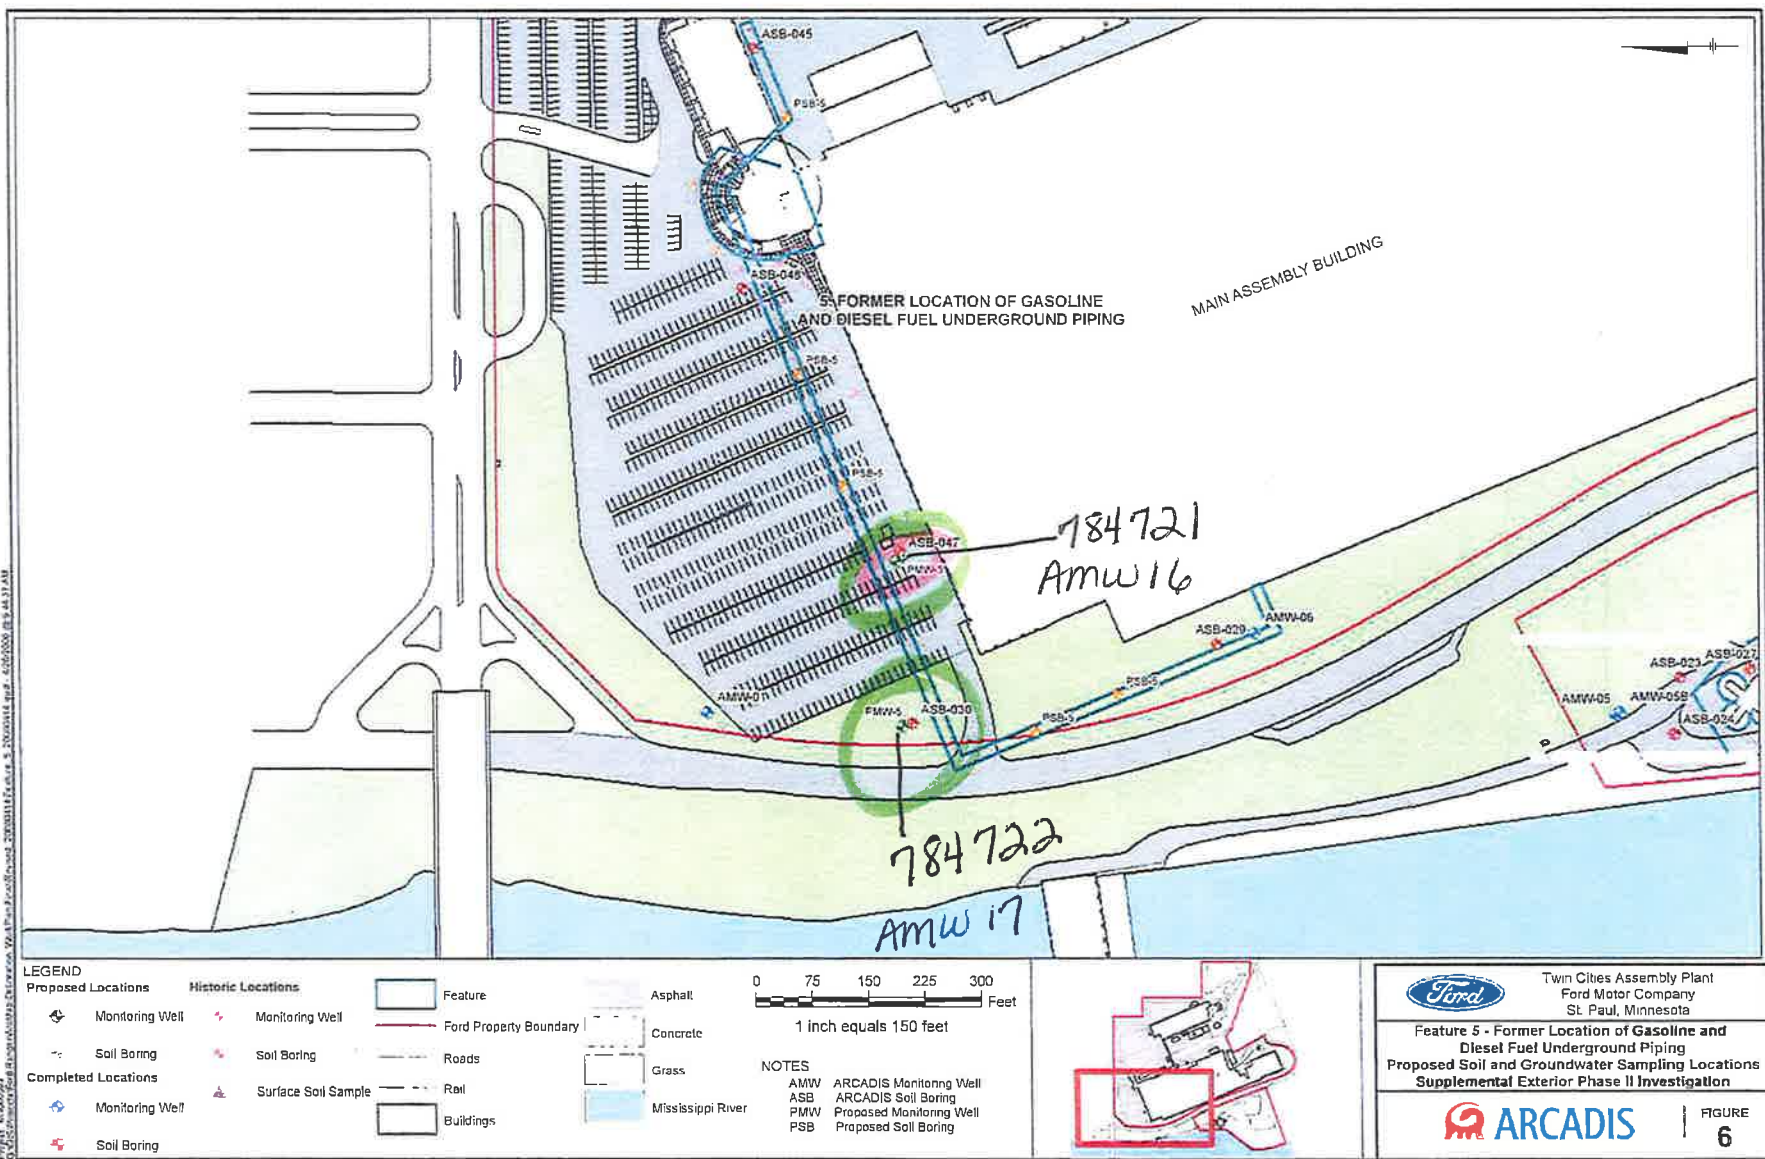 ASB-045
PSB-5
ASB-046
5-FORMER LOCATION OF GASOLINE
AND DIESEL FUEL UNDERGROUND PIPING
MAIN ASSEMBLY BUILDING
PSB-5
PSB-5
ASB-047
PMW-5
784721
AMW16
AMW-06
ASB-029
PSB-5
PSB-5
AMW-01
PMW-5
ASB-030
ASB-023
ASB-027
AMW-05
AMW-05B
ASB-024
784722
AMW 17
LEGEND
Proposed Locations
Monitoring Well
Soil Boring
Completed Locations
Monitoring Well
Soil Boring
Historic Locations
Monitoring Well
Soil Boring
Surface Soil Sample
Feature
Ford Property Boundary
Roads
Rail
Buildings
Asphalt
Concrete
Grass
Mississippi River
0 75 150 225 300
Feet
1 inch equals 150 feet
NOTES
AMW ARCADIS Monitoring Well
ASB ARCADIS Soil Boring
PMW Proposed Monitoring Well
PSB Proposed Soil Boring
Ford
Twin Cities Assembly Plant
Ford Motor Company
St. Paul, Minnesota
Feature 5 - Former Location of Gasoline and
Diesel Fuel Underground Piping
Proposed Soil and Groundwater Sampling Locations
Supplemental Exterior Phase II Investigation
ARCADIS
FIGURE
6